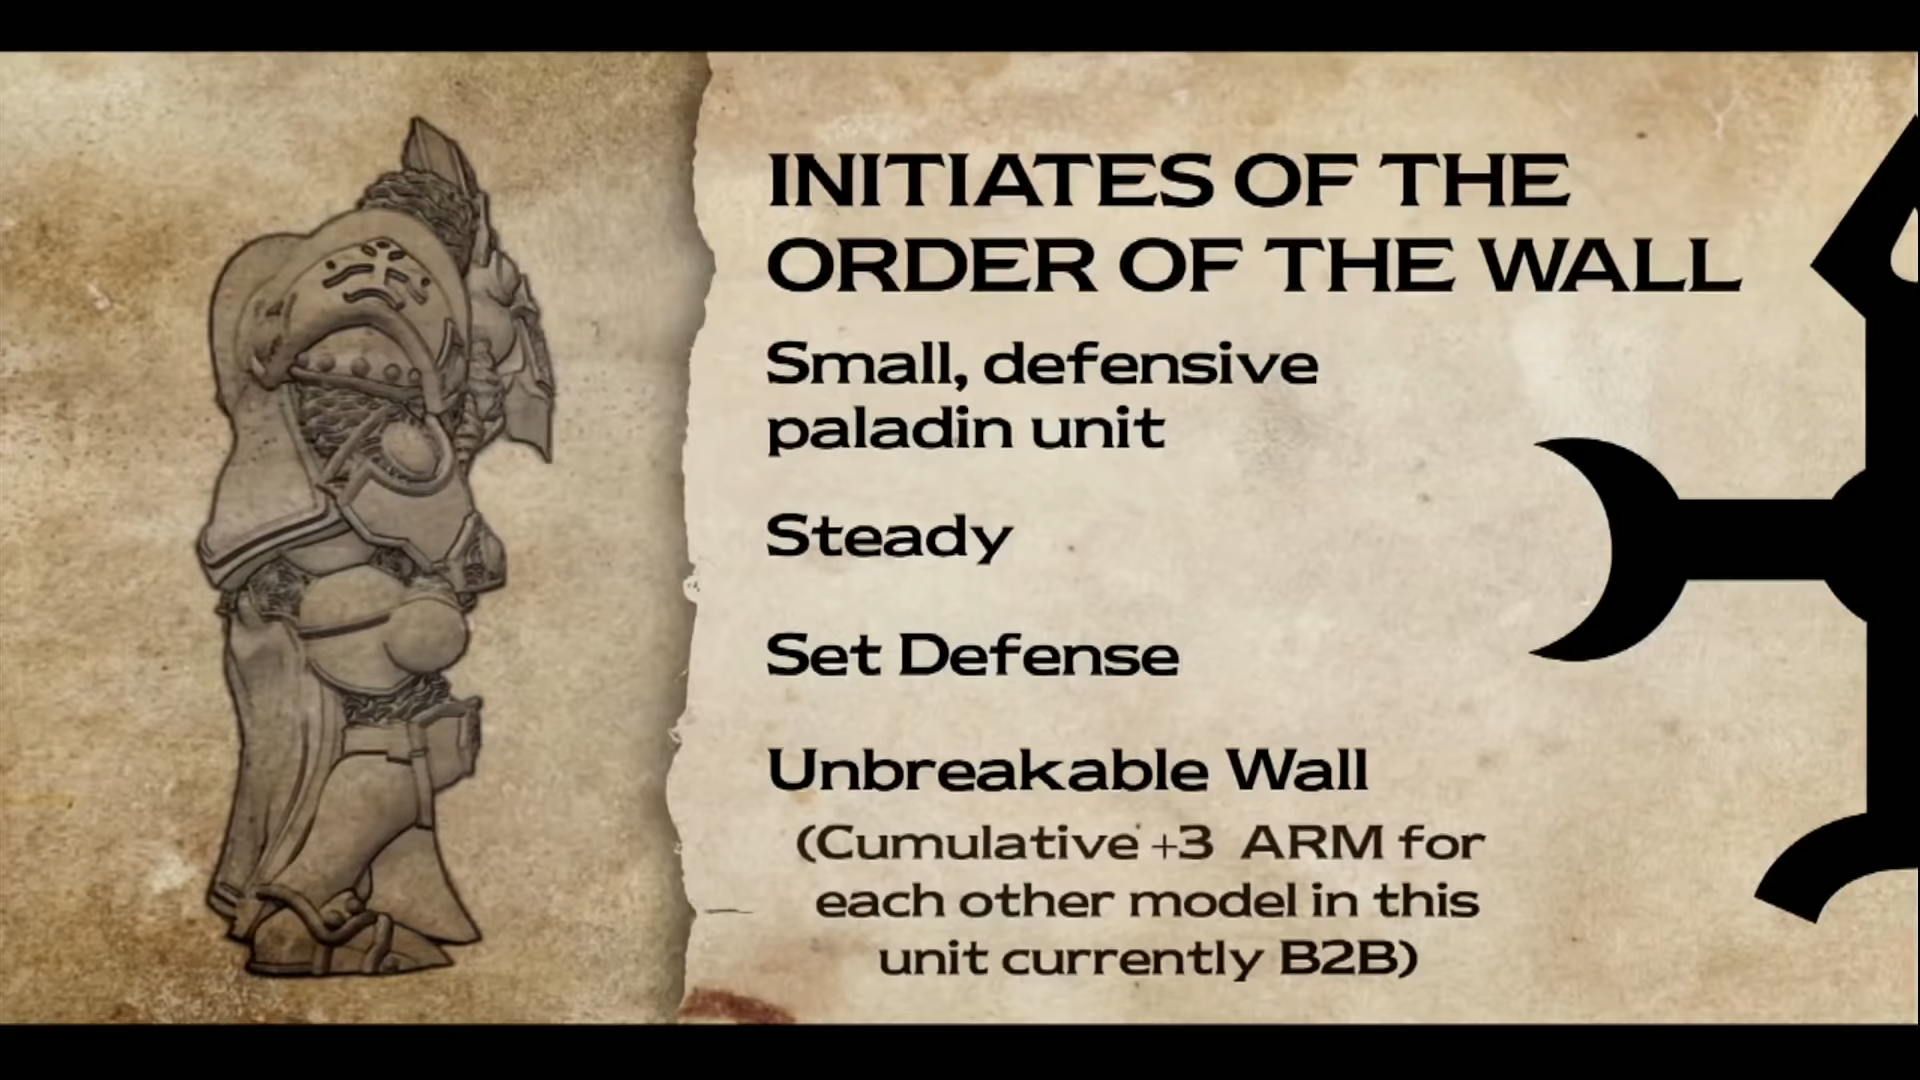 INITIATES OF THE
ORDER OF THE WALL
Small, defensive
paladin unit
Steady
Set Defense
Unbreakable Wall
(Cumulative +3 ARM for
each other model in this
unit currently B2B)